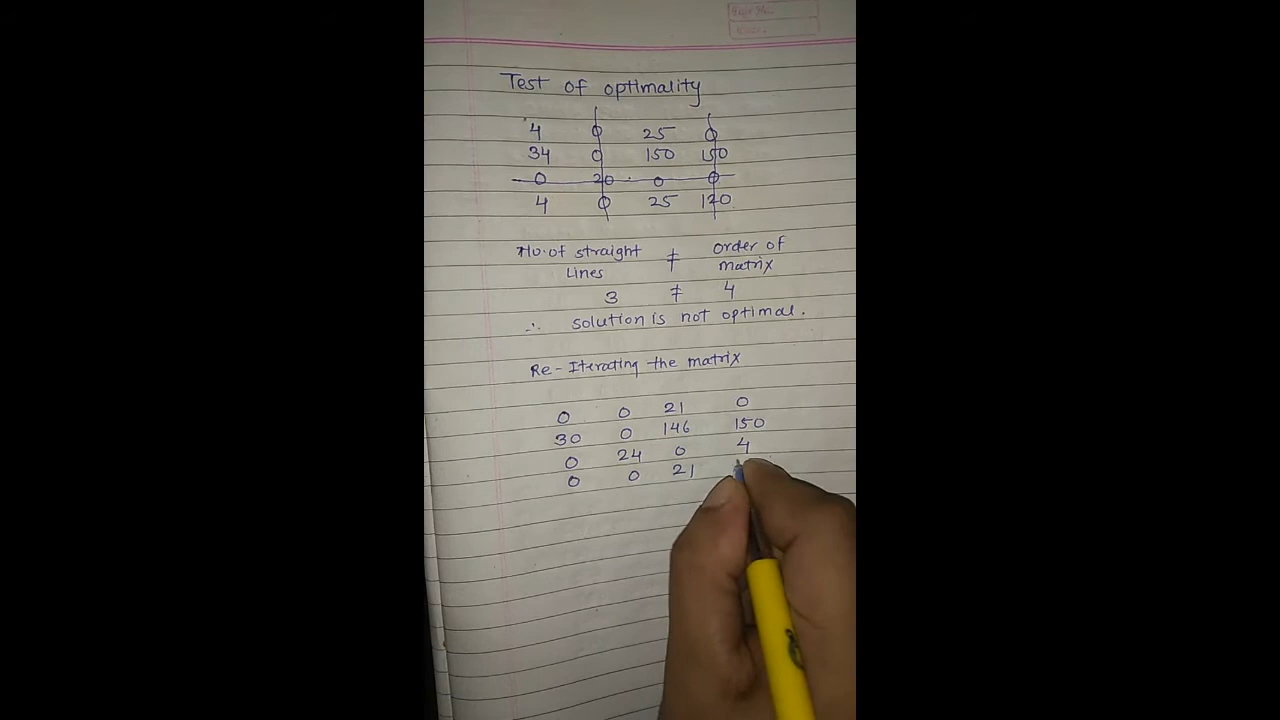 Test of optimality
4 0 25 0
34 0 150 150
0 20 0 0
4 0 25 120
No. of straight Lines ≠ order of matrix
3 ≠ 4
∴ solution is not optimal.
Re-Iterating the matrix
0 0 21 0
30 0 146 150
0 24 0 4
0 0 21